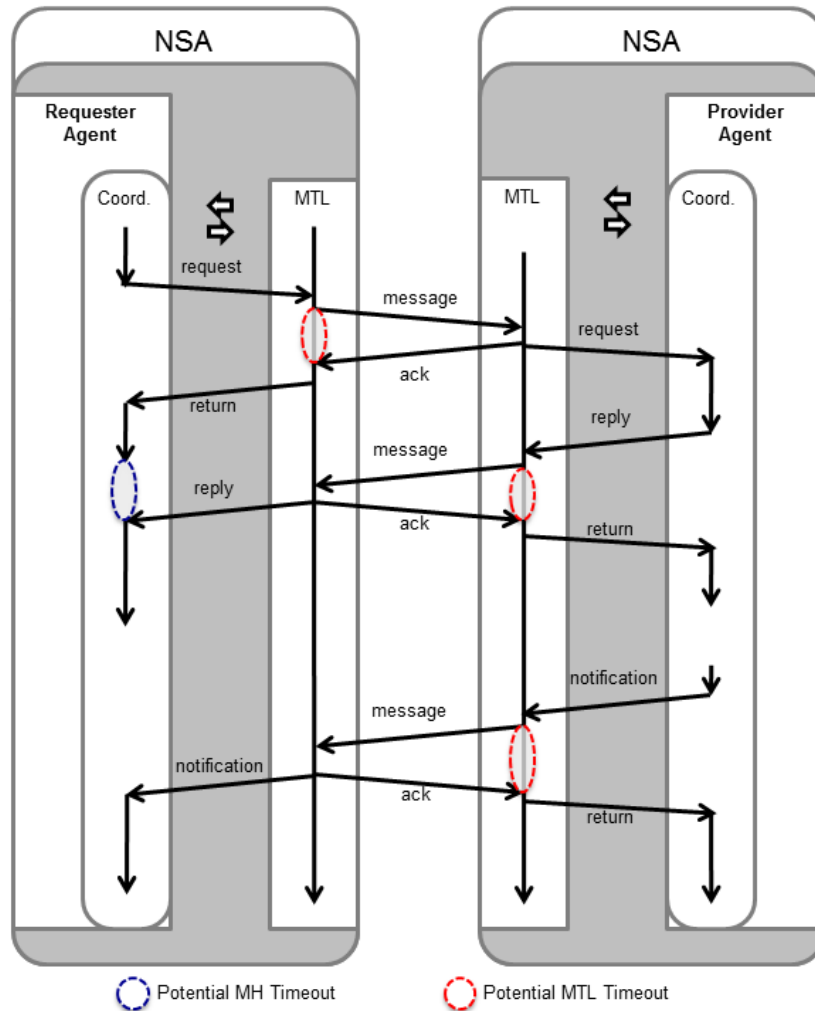 NSA
NSA
Requester
Agent
Provider
Agent
Coord.
MTL
MTL
Coord.
request
message
request
ack
return
reply
message
reply
ack
return
notification
message
notification
ack
return
Potential MH Timeout
Potential MTL Timeout